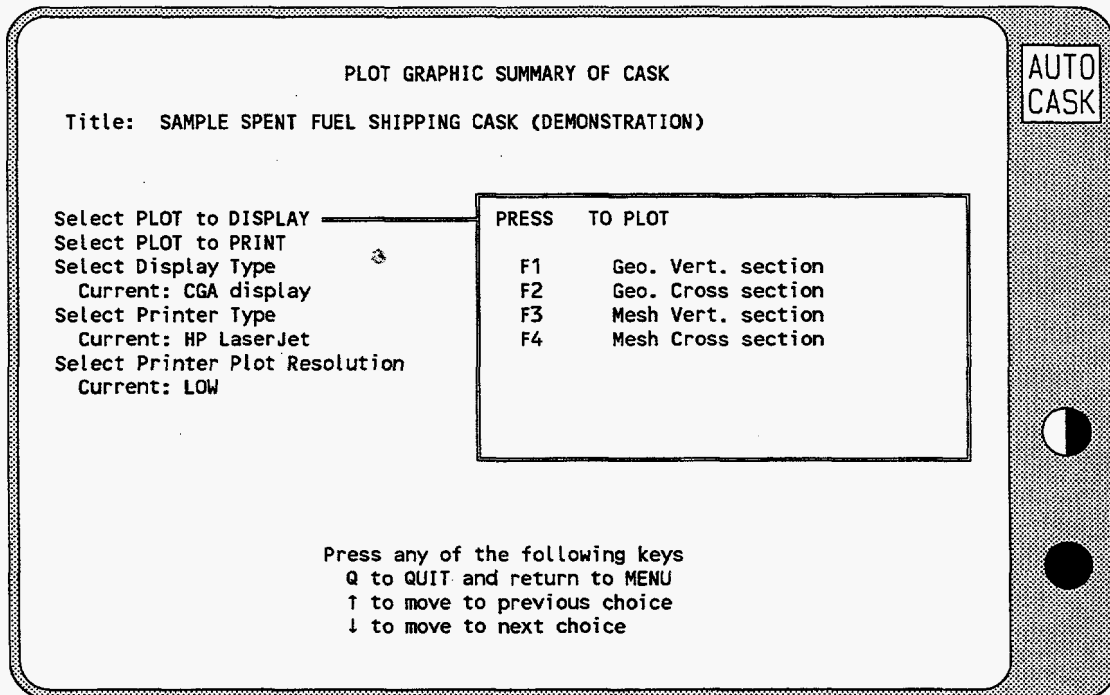 PLOT GRAPHIC SUMMARY OF CASK
Title: SAMPLE SPENT FUEL SHIPPING CASK (DEMONSTRATION)
Select PLOT to DISPLAY
Select PLOT to PRINT
Select Display Type
Current: CGA display
Select Printer Type
Current: HP LaserJet
Select Printer Plot Resolution
Current: LOW
PRESS TO PLOT
F1 Geo. Vert. section
F2 Geo. Cross section
F3 Mesh Vert. section
F4 Mesh Cross section
Press any of the following keys
Q to QUIT and return to MENU
↑ to move to previous choice
↓ to move to next choice
AUTO
CASK